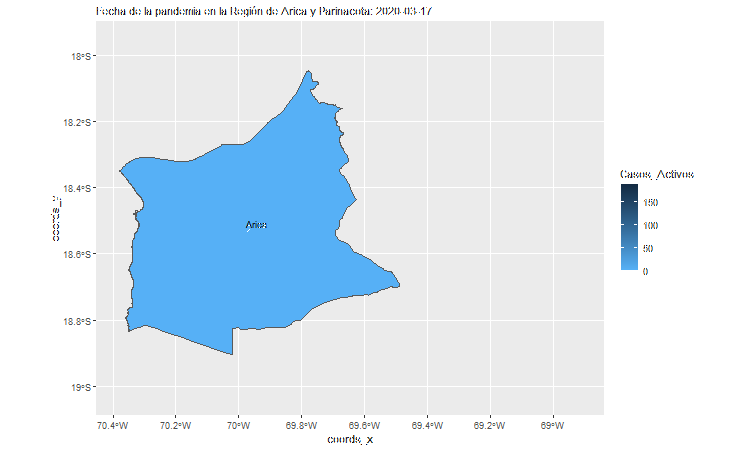 Fecha de la pandemia en la Región de Arica y Parinacota: 2020-03-17
18°S
18.2°S
18.4°S
18.6°S
18.8°S
19°S
coords_y
Arica
70.4°W 70.2°W 70°W 69.8°W 69.6°W 69.4°W 69.2°W 69°W
coords_x
Casos_Activos
150
100
50
0